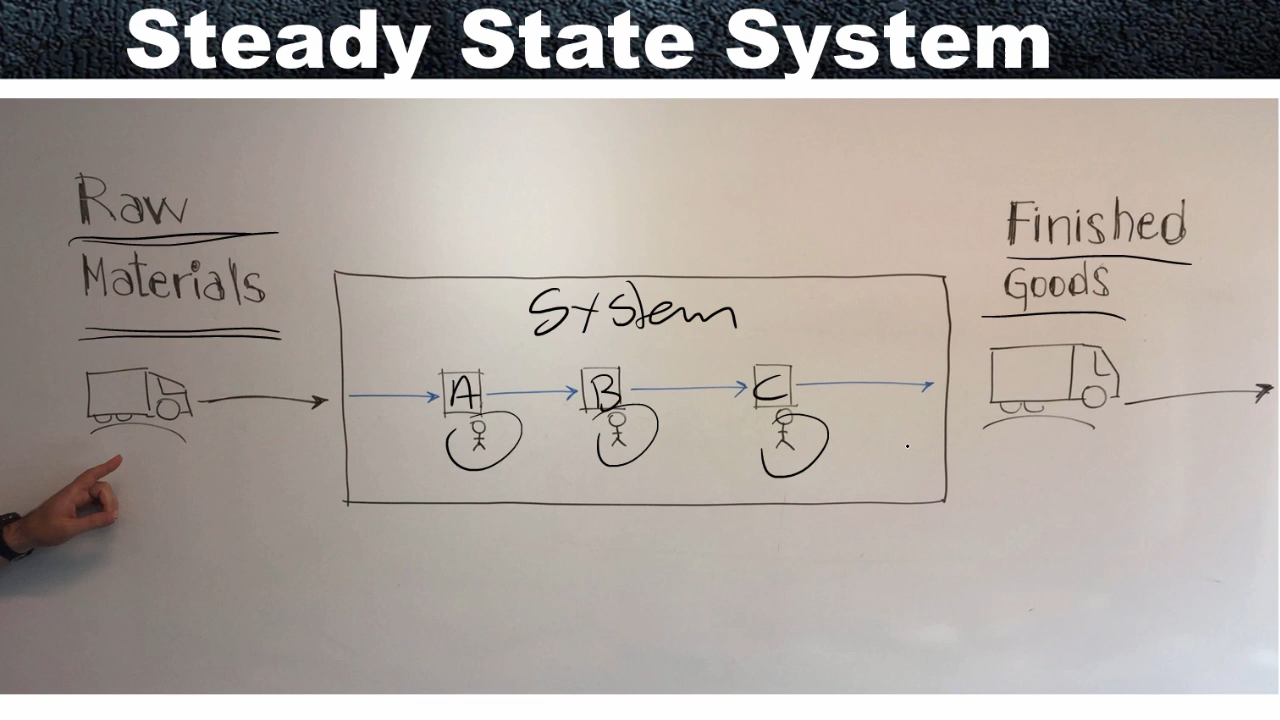 Steady State System
Raw
Materials
System
A
B
C
Finished
Goods